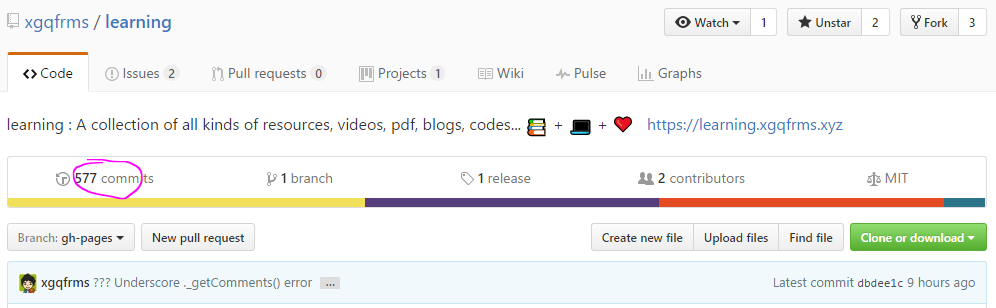 xgqfrms / learning Watch 1 Unstar 2 Fork 3
Code Issues 2 Pull requests 0 Projects 1 Wiki Pulse Graphs
learning : A collection of all kinds of resources, videos, pdf, blogs, codes... + + https://learning.xgqfrms.xyz
577 commits 1 branch 1 release 2 contributors MIT
Branch: gh-pages New pull request Create new file Upload files Find file Clone or download
xgqfrms ??? Underscore ._getComments() error ... Latest commit dbdee1c 9 hours ago